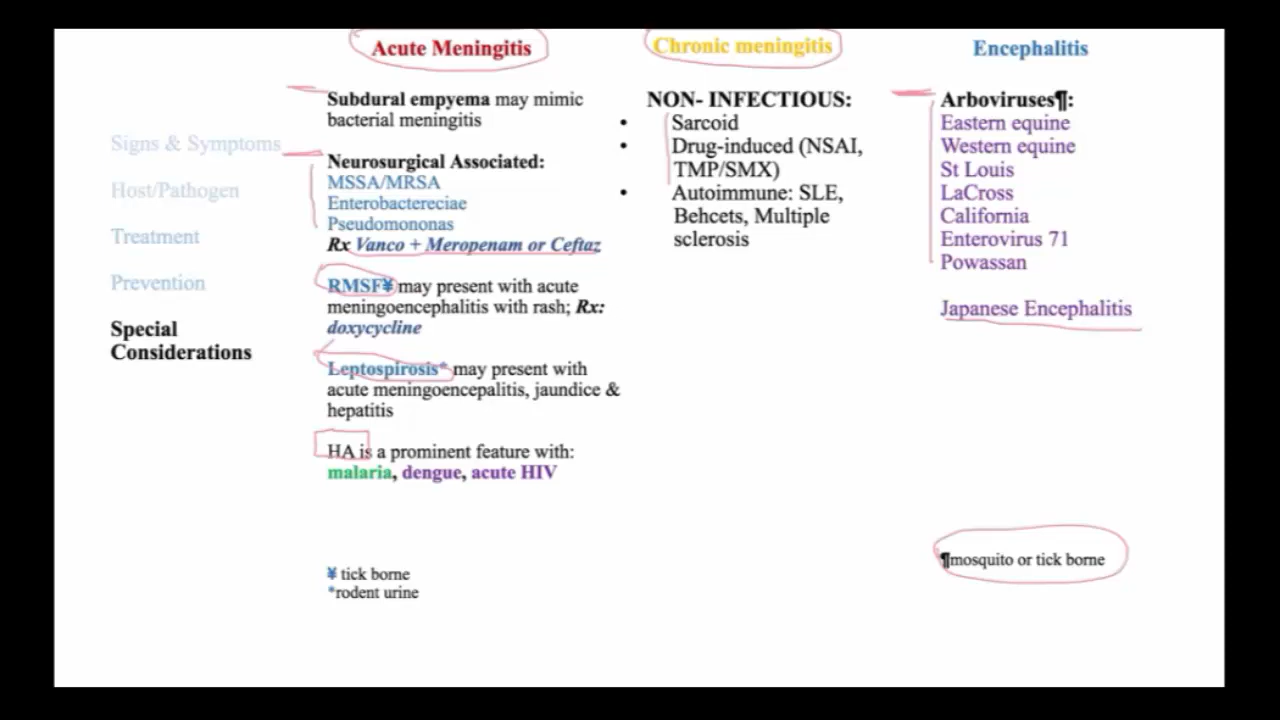 Acute Meningitis
Chronic meningitis
Encephalitis
Signs & Symptoms
Host/Pathogen
Treatment
Prevention
Special
Considerations
Subdural empyema may mimic
bacterial meningitis
Neurosurgical Associated:
MSSA/MRSA
Enterobactereciae
Pseudomononas
Rx Vanco + Meropenam or Ceftaz
RMSF¥ may present with acute
meningoencephalitis with rash; Rx:
doxycycline
Leptospirosis* may present with
acute meningoencepalitis, jaundice &
hepatitis
HA is a prominent feature with:
malaria, dengue, acute HIV
¥ tick borne
*rodent urine
NON- INFECTIOUS:
• Sarcoid
• Drug-induced (NSAI,
TMP/SMX)
• Autoimmune: SLE,
Behcets, Multiple
sclerosis
Arboviruses¶:
Eastern equine
Western equine
St Louis
LaCross
California
Enterovirus 71
Powassan
Japanese Encephalitis
¶mosquito or tick borne